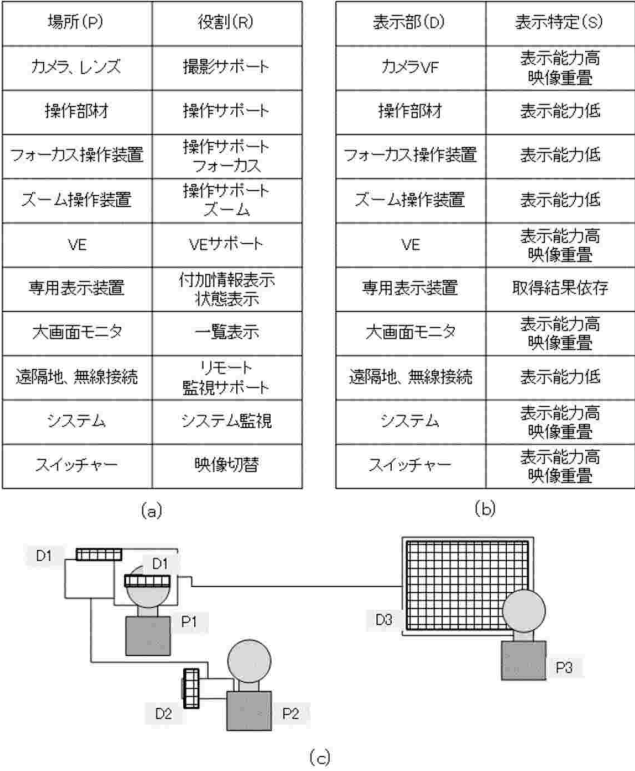 場所(P) 役割(R)
カメラ、レンズ 撮影サポート
操作部材 操作サポート
フォーカス操作装置 操作サポート
フォーカス
ズーム操作装置 操作サポート
ズーム
VE VEサポート
専用表示装置 付加情報表示
状態表示
大画面モニタ 一覧表示
遠隔地、無線接続 リモート
監視サポート
システム システム監視
スイッチャー 映像切替
(a)
表示部(D) 表示特定(S)
カメラVF 表示能力高
映像重畳
操作部材 表示能力低
フォーカス操作装置 表示能力低
ズーム操作装置 表示能力低
VE 表示能力高
映像重畳
専用表示装置 取得結果依存
大画面モニタ 表示能力高
映像重畳
遠隔地、無線接続 表示能力低
システム 表示能力高
映像重畳
スイッチャー 表示能力高
映像重畳
(b)
D1
D1
P1
D2
P2
D3
P3
(c)